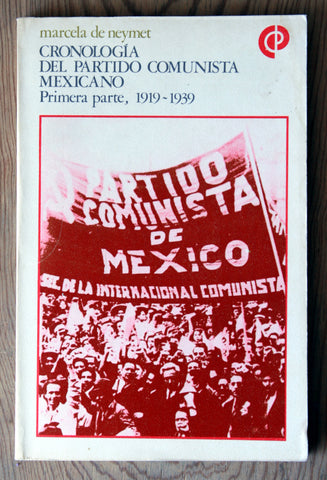 marcela de neymet
CRONOLOGÍA
DEL PARTIDO COMUNISTA
MEXICANO
Primera parte, 1919-1939
PARTIDO
COMUNISTA
DE
MEXICO
SEC. DE LA INTERNACIONAL COMUNISTA